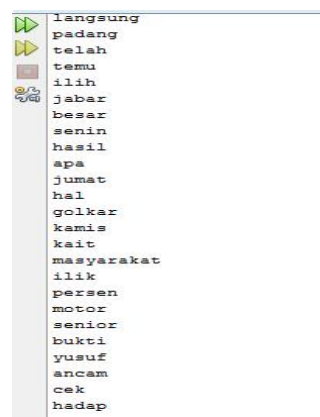 langsung
padang
telah
temu
ilih
jabar
besar
senin
hasil
apa
jumat
hal
golkar
kamis
kait
masyarakat
ilik
persen
motor
senior
bukti
yusuf
ancam
cek
hadap